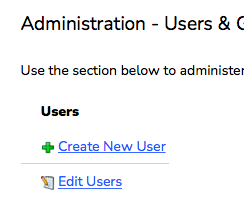 Administration - Users &
Use the section below to administer
Users
Create New User
Edit Users